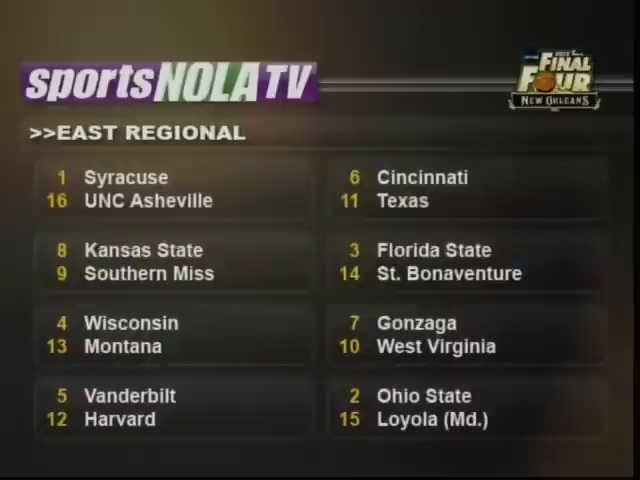 sportsNOLATV
FINAL
FOUR
NEW ORLEANS
>>EAST REGIONAL
1 Syracuse
16 UNC Asheville
8 Kansas State
9 Southern Miss
4 Wisconsin
13 Montana
5 Vanderbilt
12 Harvard
6 Cincinnati
11 Texas
3 Florida State
14 St. Bonaventure
7 Gonzaga
10 West Virginia
2 Ohio State
15 Loyola (Md.)